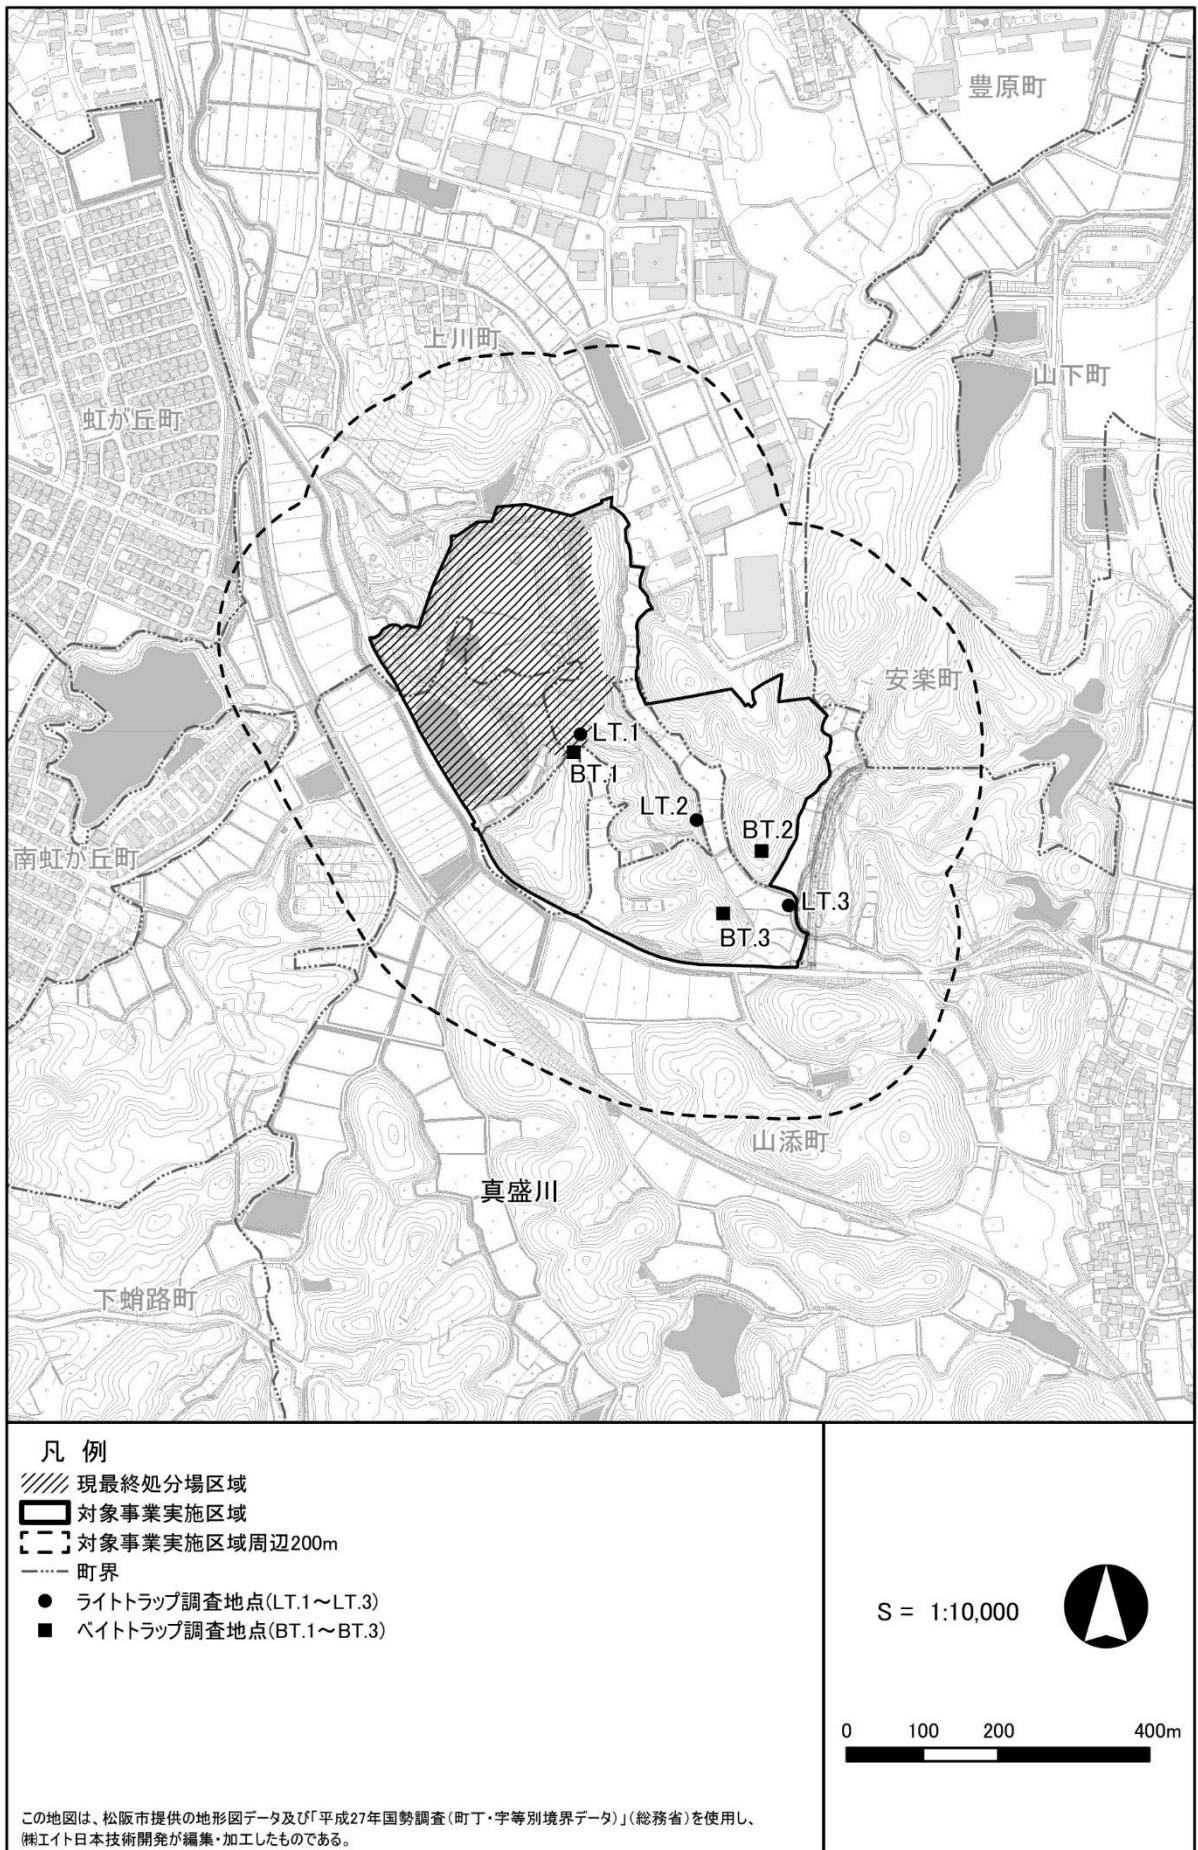 豊原町
上川町
山下町
虹が丘町
安楽町
LT.1
BT.1
LT.2
BT.2
南虹が丘町
LT.3
BT.3
山添町
真盛川
下蛸路町
凡 例
現最終処分場区域
対象事業実施区域
対象事業実施区域周辺200m
町界
ライトトラップ調査地点(LT.1～LT.3)
ベイトトラップ調査地点(BT.1～BT.3)
S = 1:10,000
0 100 200 400m
この地図は、松阪市提供の地形図データ及び「平成27年国勢調査(町丁・字等別境界データ)」(総務省)を使用し、
㈱エイト日本技術開発が編集・加工したものである。